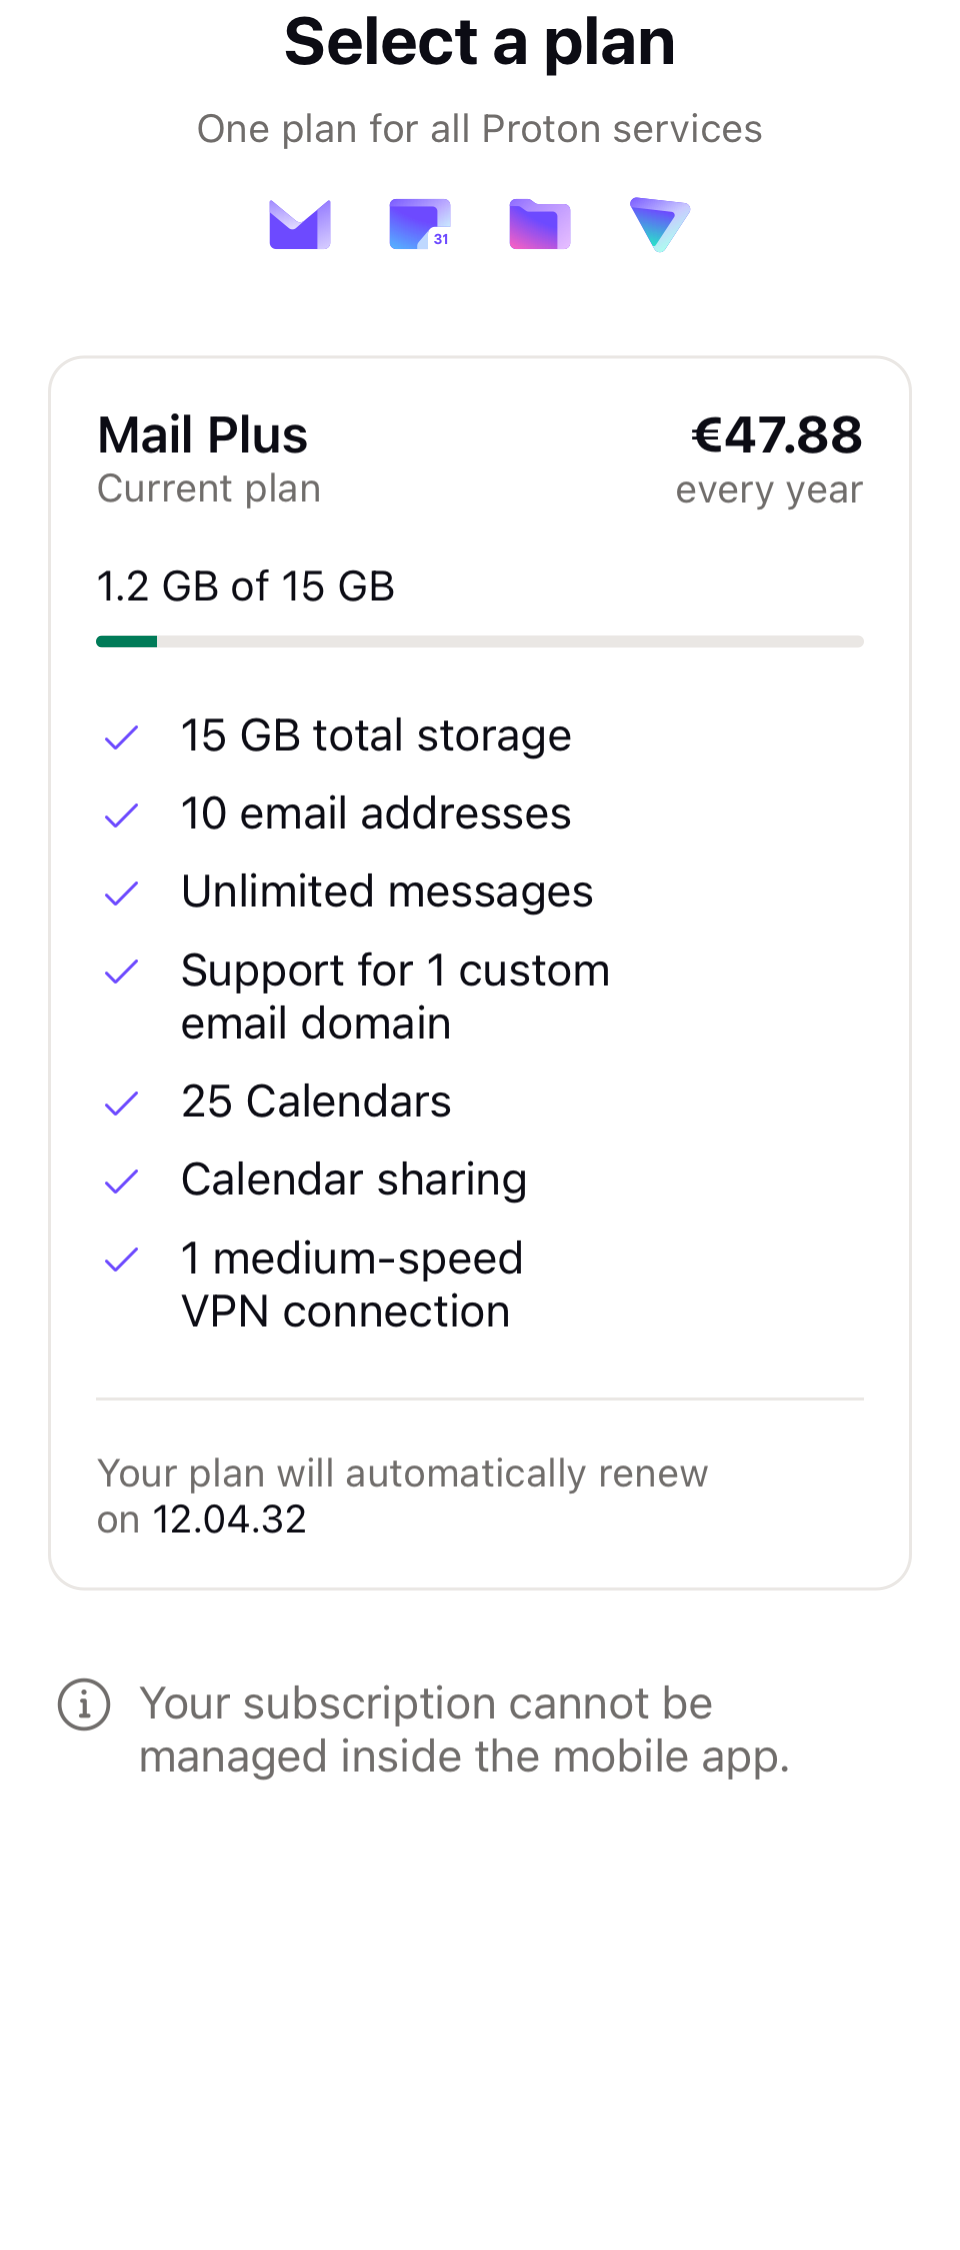 Select a plan
One plan for all Proton services
31
Mail Plus
€47.88
Current plan
every year
1.2 GB of 15 GB
15 GB total storage
10 email addresses
Unlimited messages
Support for 1 custom
email domain
25 Calendars
Calendar sharing
1 medium-speed
VPN connection
Your plan will automatically renew
on 12.04.32
Your subscription cannot be
managed inside the mobile app.